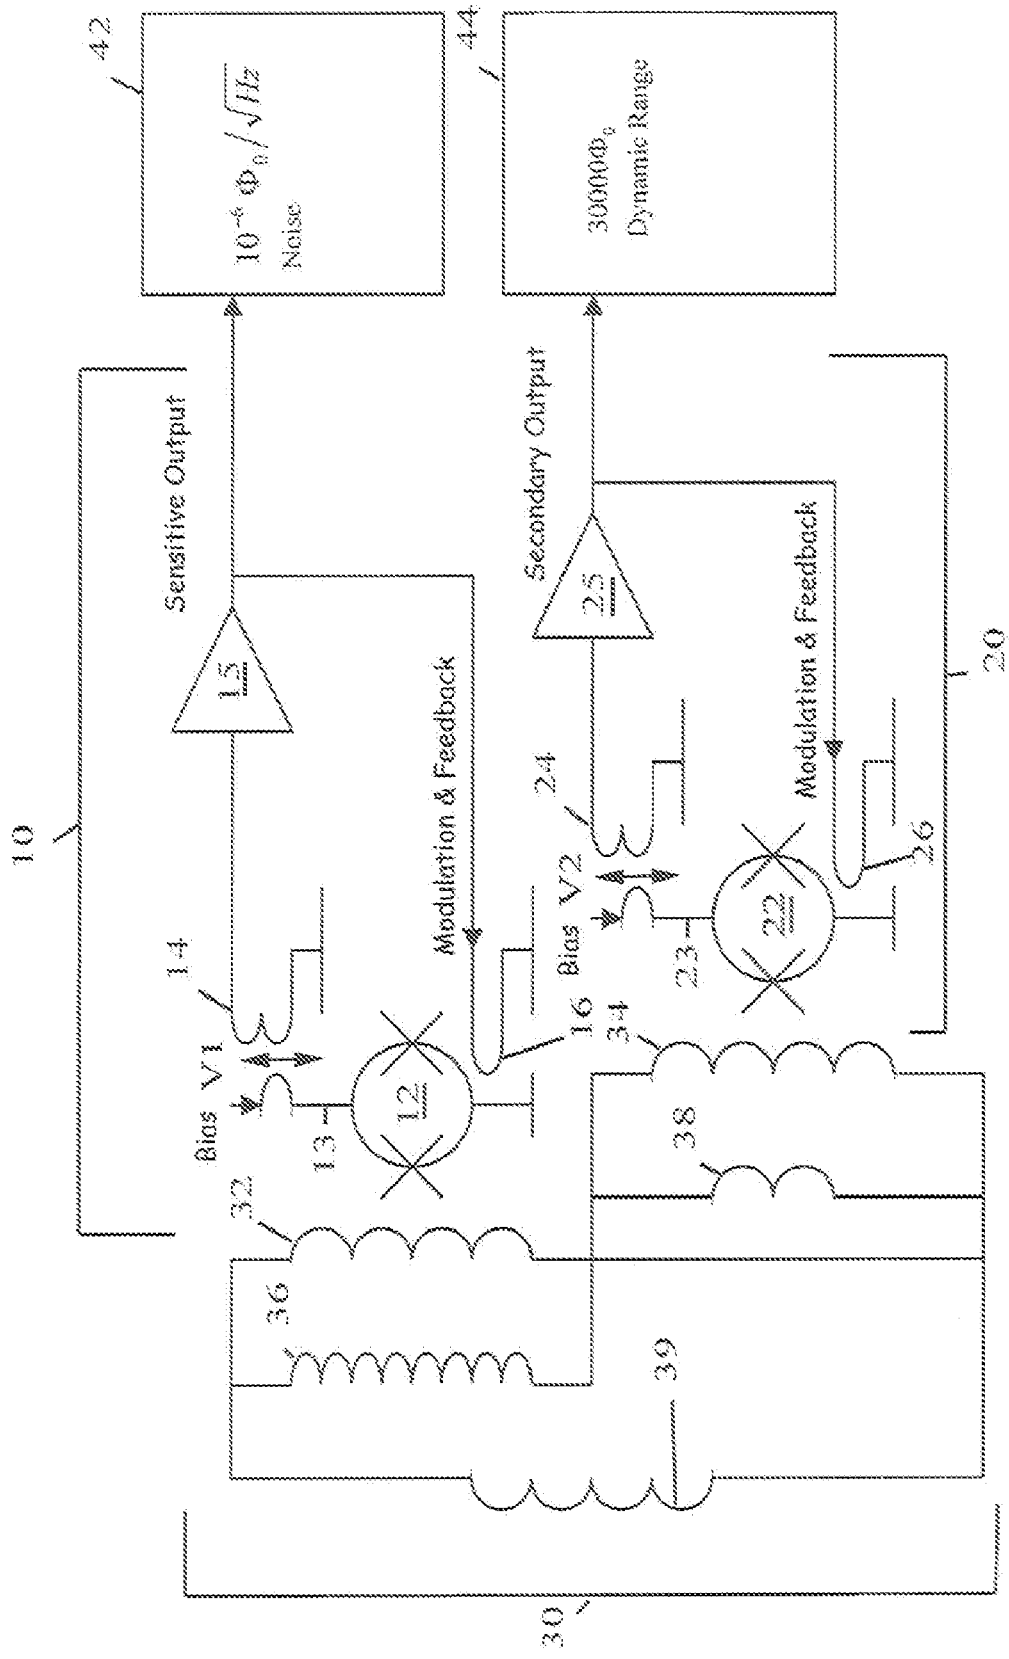 10
Sensitive Output
42
10⁻⁶ Φ₀/√Hz
Noise
32
Bias V1
14
15
36
13
12
Modulation & Feedback
16
44
30000Φ₀
Dynamic Range
Secondary Output
34
Bias V2
24
25
38
23
22
Modulation & Feedback
26
39
20
30